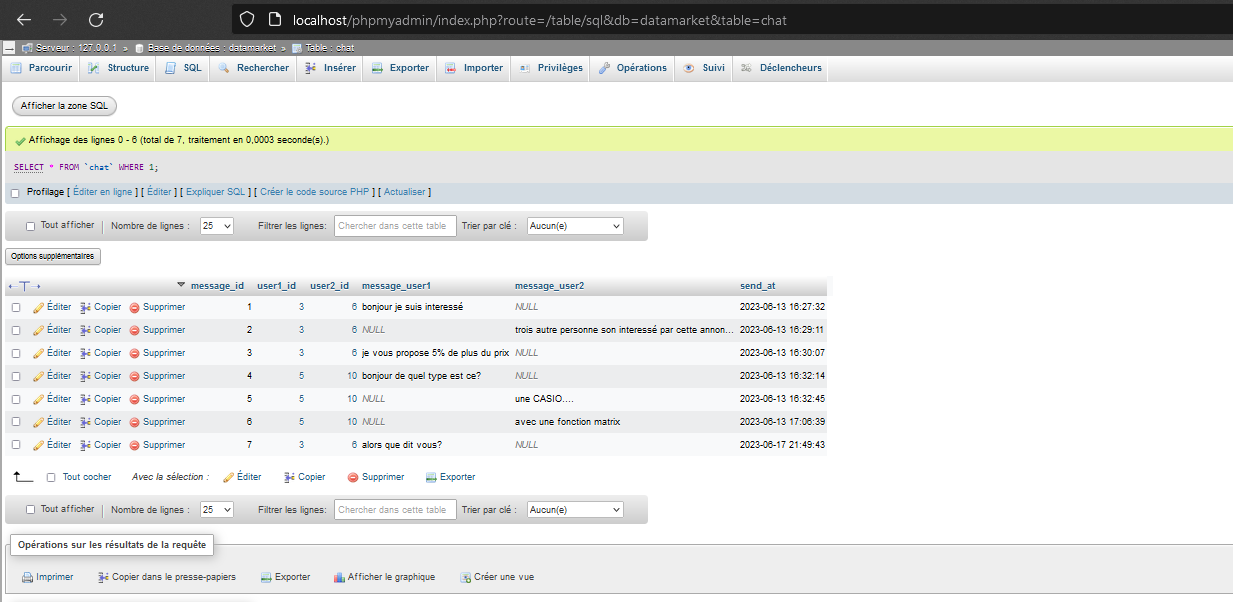 localhost/phpmyadmin/index.php?route=/table/sql&db=datamarket&table=chat
Serveur : 127.0.0.1 » Base de données : datamarket » Table : chat
Parcourir Structure SQL Rechercher Insérer Exporter Importer Privilèges Opérations Suivi Déclencheurs
Afficher la zone SQL
Affichage des lignes 0 - 6 (total de 7, traitement en 0,0003 seconde(s).)
SELECT * FROM `chat` WHERE 1;
Profilage [ Éditer en ligne ] [ Éditer ] [ Expliquer SQL ] [ Créer le code source PHP ] [ Actualiser ]
Tout afficher Nombre de lignes : 25 Filtrer les lignes: Chercher dans cette table Trier par clé : Aucun(e)
Options supplémentaires
message_id user1_id user2_id message_user1 message_user2 send_at
Éditer Copier Supprimer 1 3 6 bonjour je suis interessé NULL 2023-06-13 16:27:32
Éditer Copier Supprimer 2 3 6 NULL trois autre personne son interessé par cette annon... 2023-06-13 16:29:11
Éditer Copier Supprimer 3 3 6 je vous propose 5% de plus du prix NULL 2023-06-13 16:30:07
Éditer Copier Supprimer 4 5 10 bonjour de quel type est ce? NULL 2023-06-13 16:32:14
Éditer Copier Supprimer 5 5 10 NULL une CASIO.... 2023-06-13 16:32:45
Éditer Copier Supprimer 6 5 10 NULL avec une fonction matrix 2023-06-13 17:06:39
Éditer Copier Supprimer 7 3 6 alors que dit vous? NULL 2023-06-17 21:49:43
Tout cocher Avec la sélection : Éditer Copier Supprimer Exporter
Tout afficher Nombre de lignes : 25 Filtrer les lignes: Chercher dans cette table Trier par clé : Aucun(e)
Opérations sur les résultats de la requête
Imprimer Copier dans le presse-papiers Exporter Afficher le graphique Créer une vue